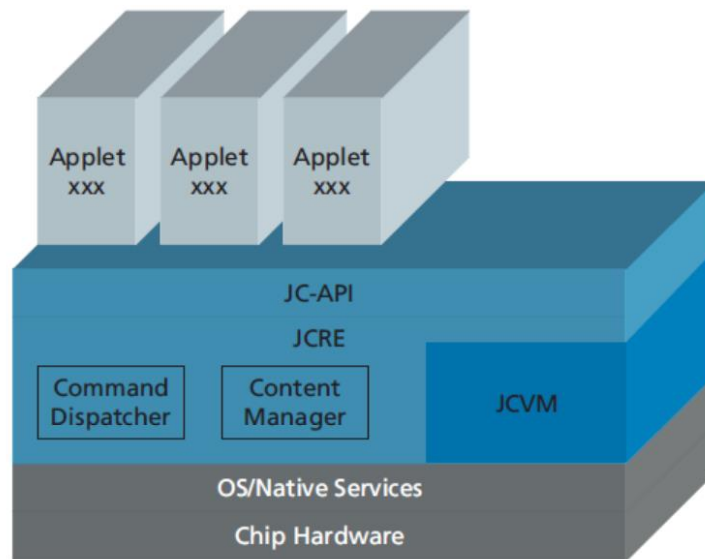 Applet
xxx
Applet
xxx
Applet
xxx
JC-API
JCRE
Command
Dispatcher
Content
Manager
JCVM
OS/Native Services
Chip Hardware